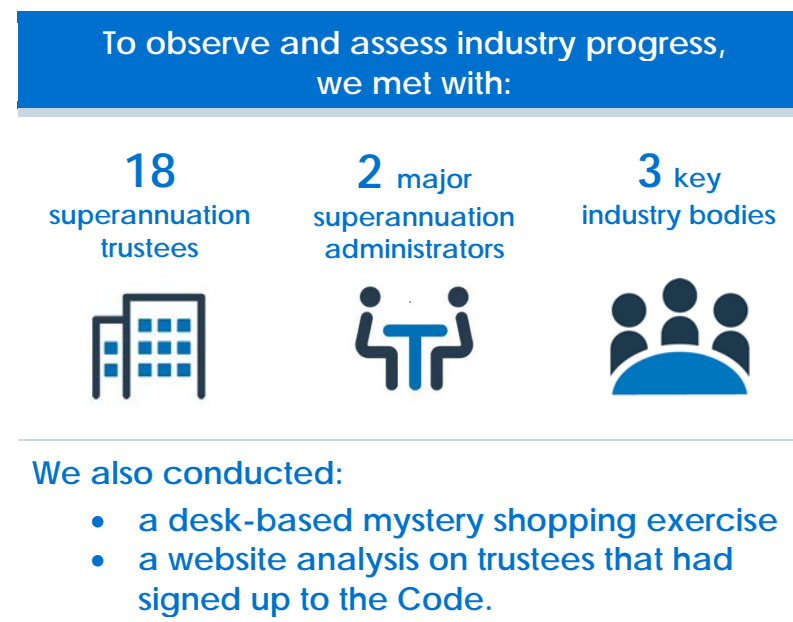 To observe and assess industry progress,
we met with:
18
superannuation
trustees
2 major
superannuation
administrators
3 key
industry bodies
We also conducted:
• a desk-based mystery shopping exercise
• a website analysis on trustees that had
signed up to the Code.